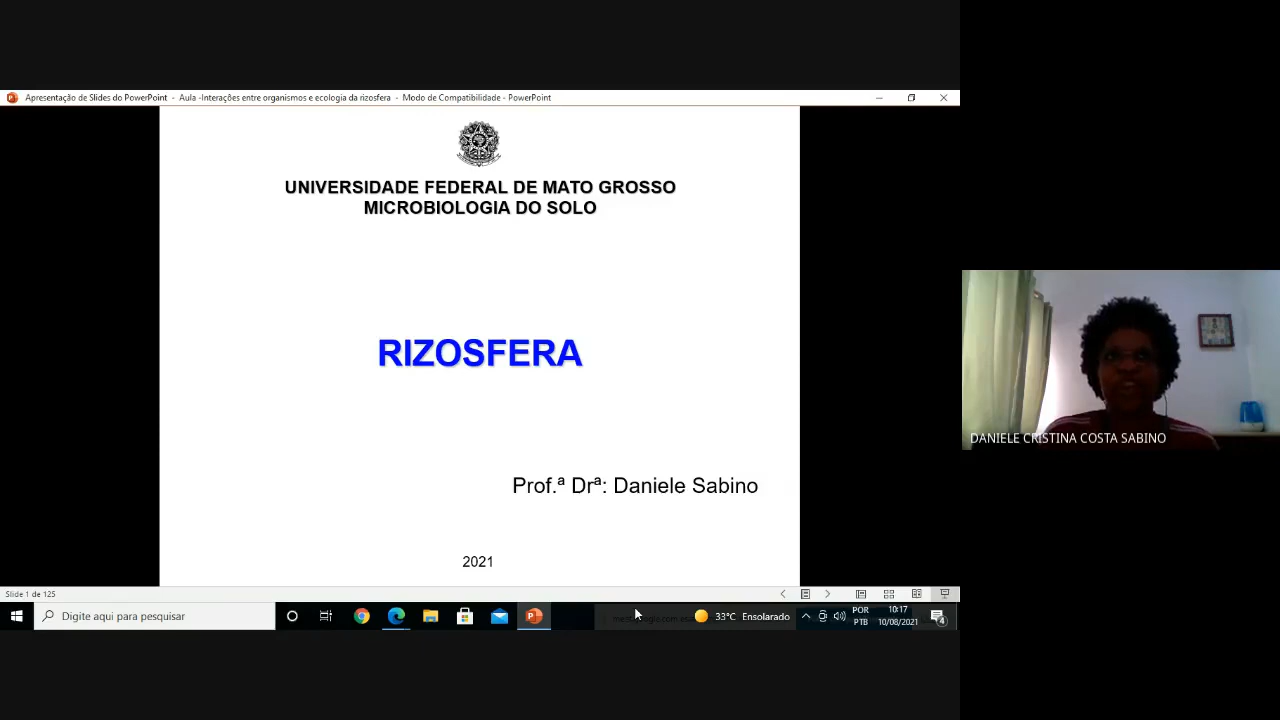 Apresentação de Slides do PowerPoint - Aula -Interações entre organismos e ecologia da rizosfera - Modo de Compatibilidade - PowerPoint
UNIVERSIDADE FEDERAL DE MATO GROSSO
MICROBIOLOGIA DO SOLO
RIZOSFERA
Prof.ª Drª: Daniele Sabino
2021
DANIELE CRISTINA COSTA SABINO
Slide 1 de 125
Digite aqui para pesquisar
33°C Ensolarado
POR
PTB
10:17
10/08/2021
4